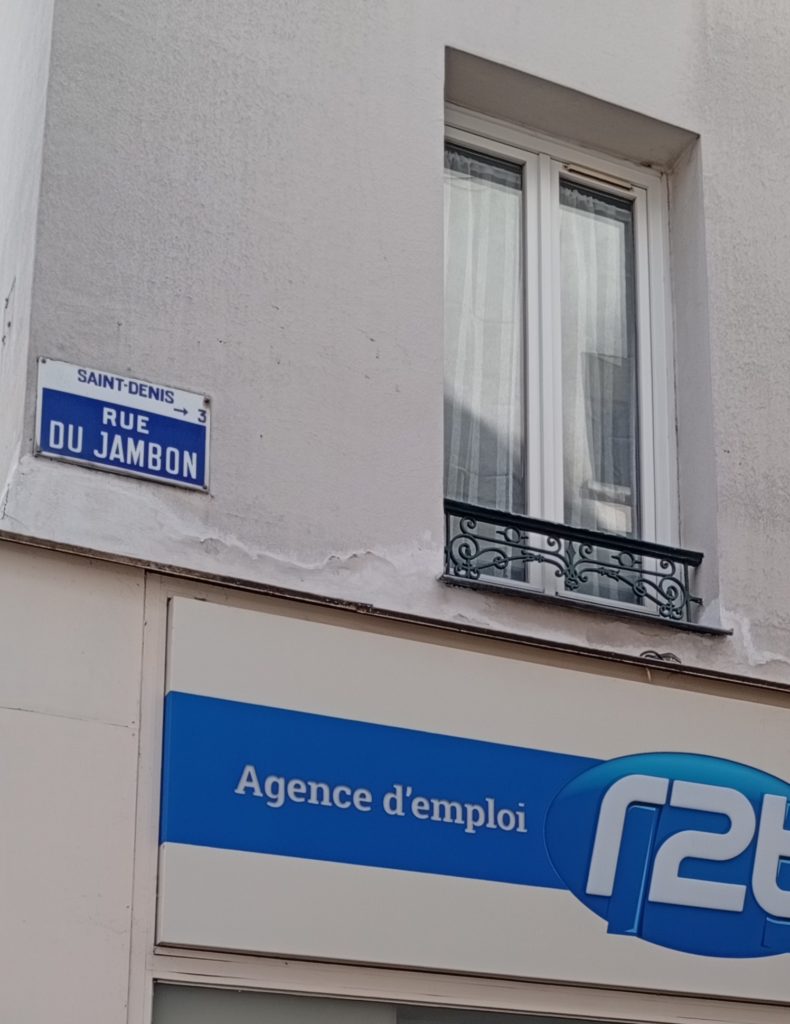 SAINT-DENIS
→ 3
RUE
DU JAMBON
Agence d'emploi